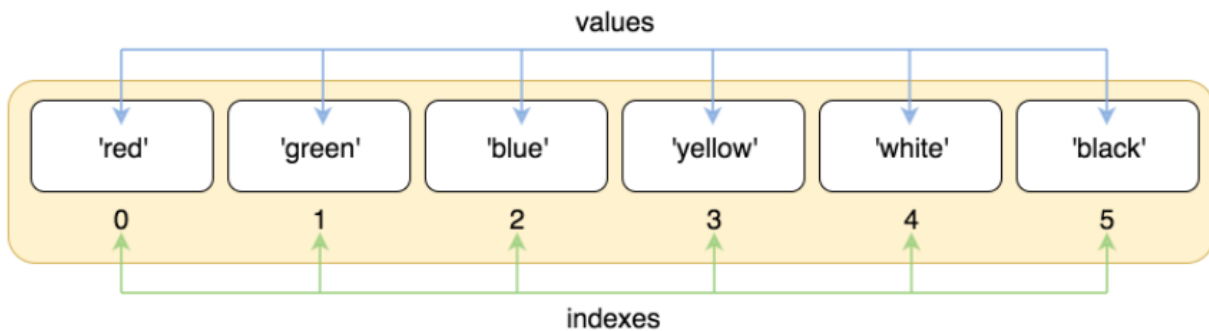 values
'red' 'green' 'blue' 'yellow' 'white' 'black'
0 1 2 3 4 5
indexes